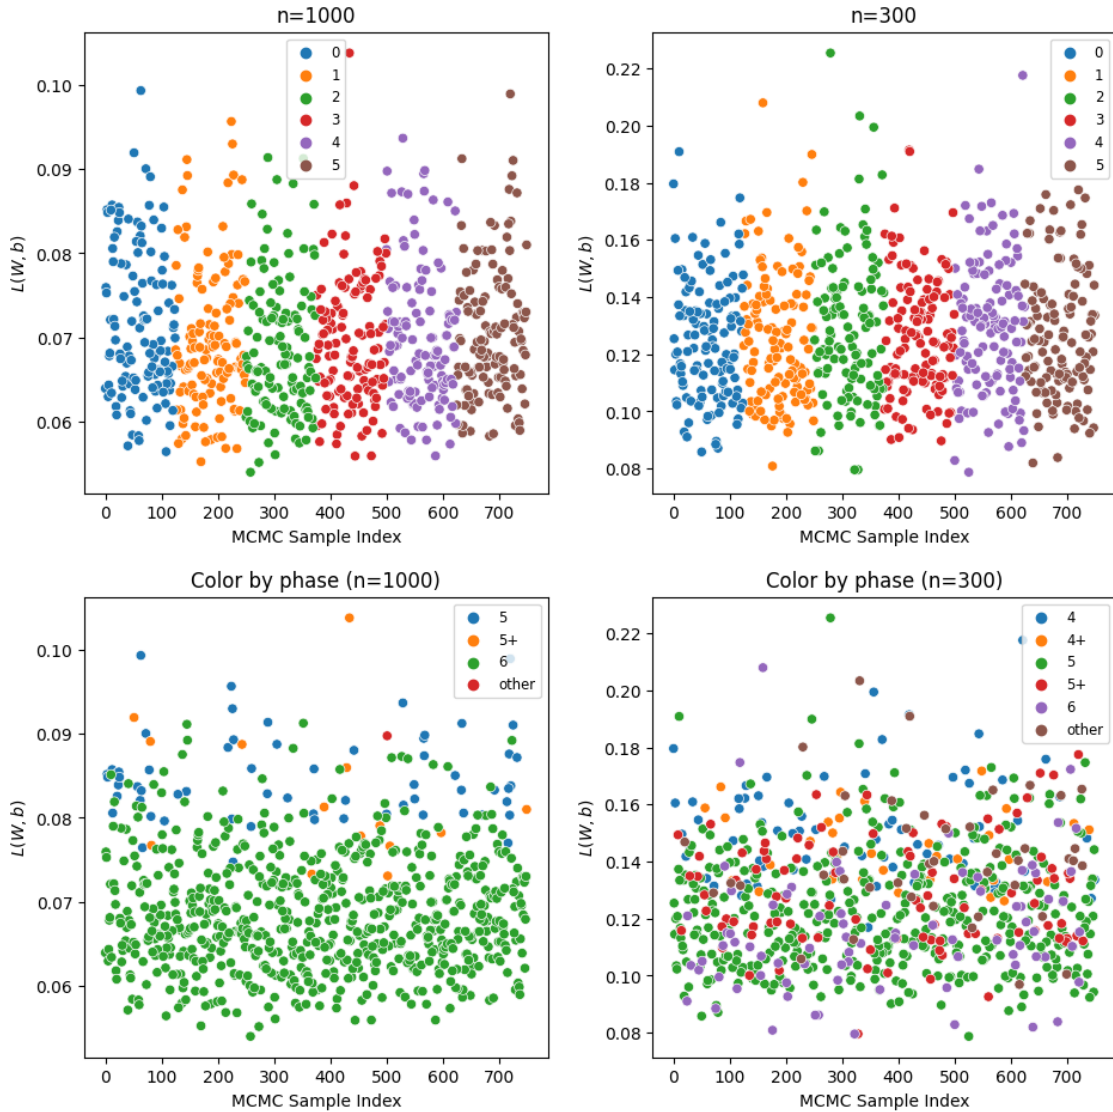 n=1000
0.10
0.09
0.08
0.07
0.06
L(W, b)
0
1
2
3
4
5
0 100 200 300 400 500 600 700
MCMC Sample Index
n=300
0.22
0.20
0.18
0.16
0.14
0.12
0.10
0.08
L(W, b)
0
1
2
3
4
5
0 100 200 300 400 500 600 700
MCMC Sample Index
Color by phase (n=1000)
0.10
0.09
0.08
0.07
0.06
L(W, b)
5
5+
6
other
0 100 200 300 400 500 600 700
MCMC Sample Index
Color by phase (n=300)
0.22
0.20
0.18
0.16
0.14
0.12
0.10
0.08
L(W, b)
4
4+
5
5+
6
other
0 100 200 300 400 500 600 700
MCMC Sample Index